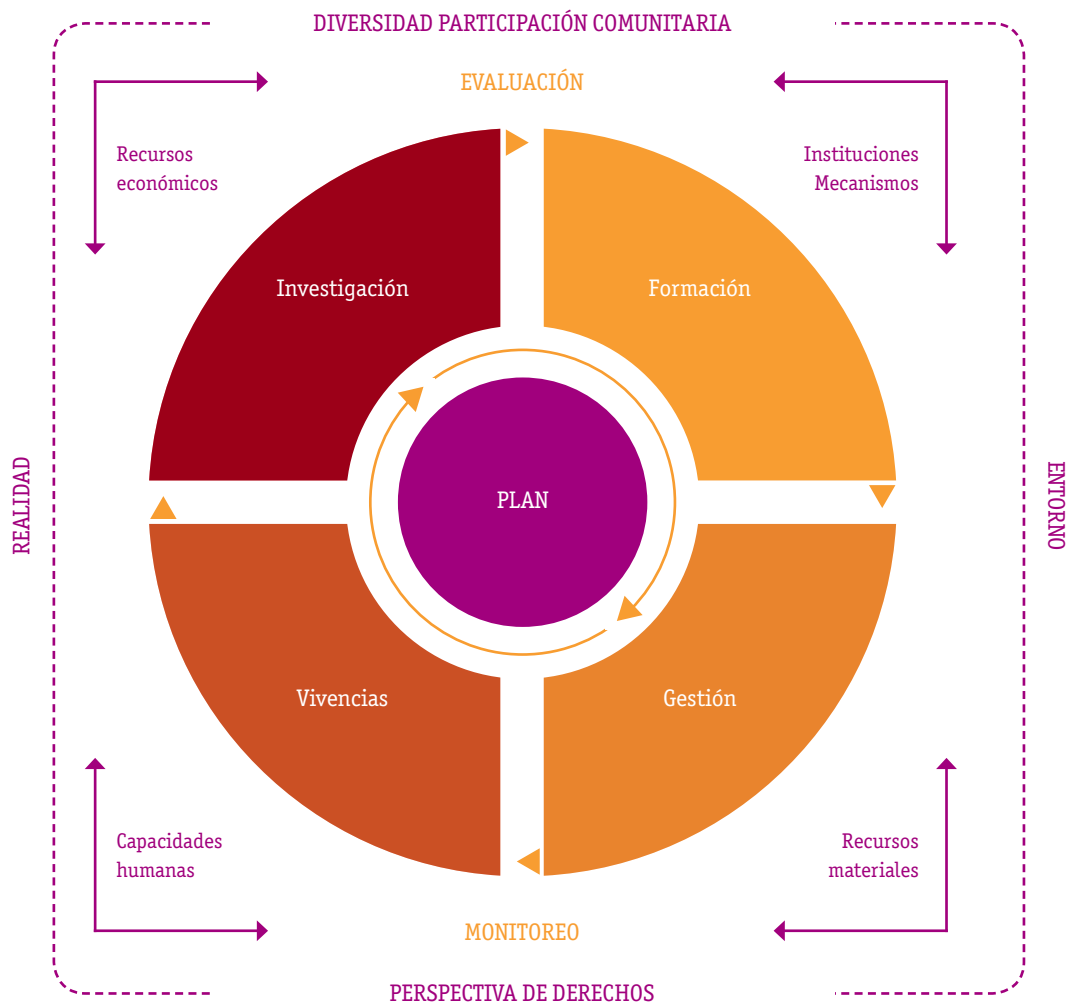 DIVERSIDAD PARTICIPACIÓN COMUNITARIA
EVALUACIÓN
Recursos
económicos
Instituciones
Mecanismos
Investigación
Formación
REALIDAD
PLAN
ENTORNO
Vivencias
Gestión
Capacidades
humanas
Recursos
materiales
MONITOREO
PERSPECTIVA DE DERECHOS